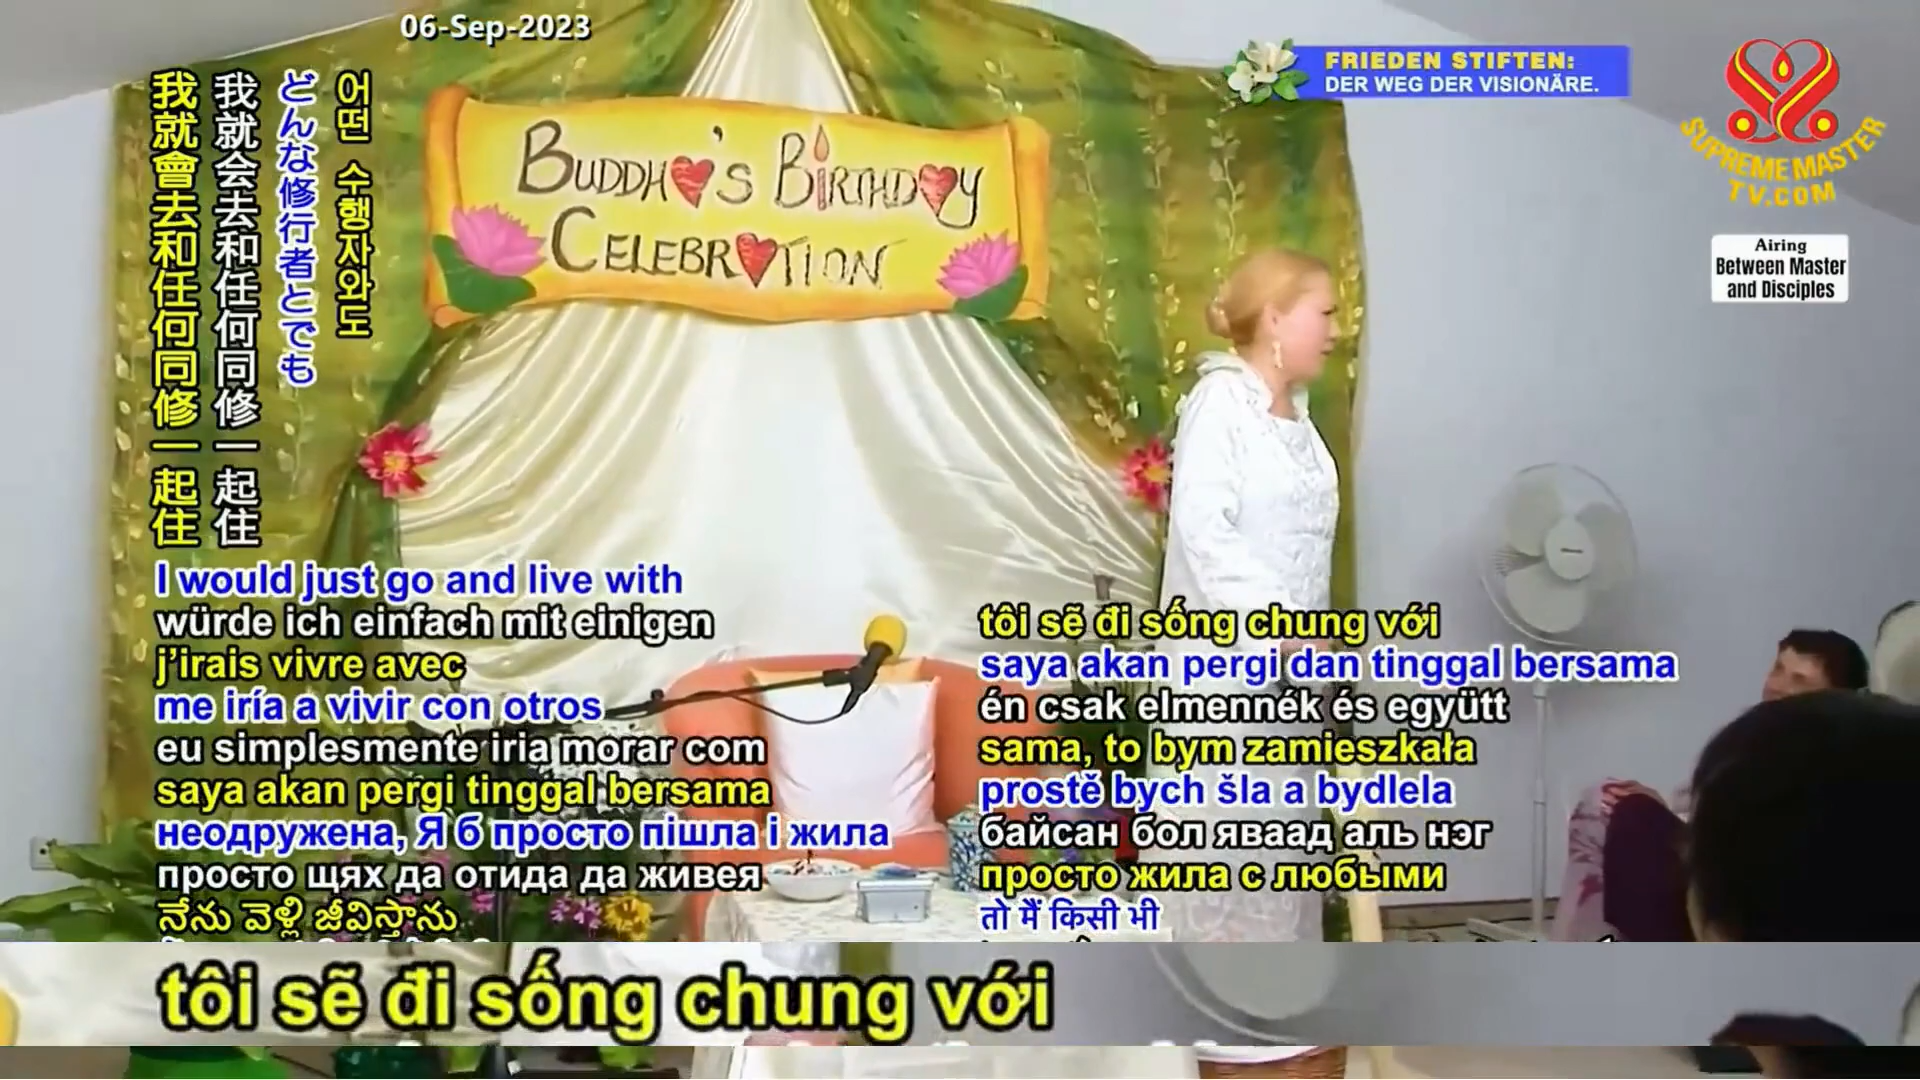 06-Sep-2023
FRIEDEN STIFTEN:
DER WEG DER VISIONÄRE.
SUPREME MASTER
TV.COM
Airing
Between Master
and Disciples
BUDDHA'S BIRTHDAY
CELEBRATION
어떤 수행자와도
どんな修行者とでも
我就会去和任何同修一起住
我就會去和任何同修一起住
I would just go and live with
würde ich einfach mit einigen
j'irais vivre avec
me iría a vivir con otros
eu simplesmente iria morar com
saya akan pergi tinggal bersama
неодружена, Я б просто пішла і жила
просто щях да отида да живея
ನೇನು ವೆಳ್ಲಿ ಜೀವಿಸ್ತಾನು
tôi sẽ đi sống chung với
saya akan pergi dan tinggal bersama
én csak elmennék és együtt
sama, to bym zamieszkała
prostě bych šla a bydlela
байсан бол яваад аль нэг
просто жила с любыми
तो मैं किसी भी
tôi sẽ đi sống chung với